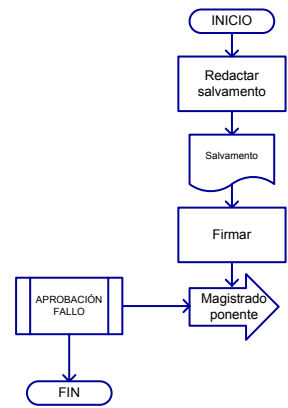 INICIO
Redactar
salvamento
Salvamento
Firmar
Magistrado
ponente
APROBACIÓN
FALLO
FIN